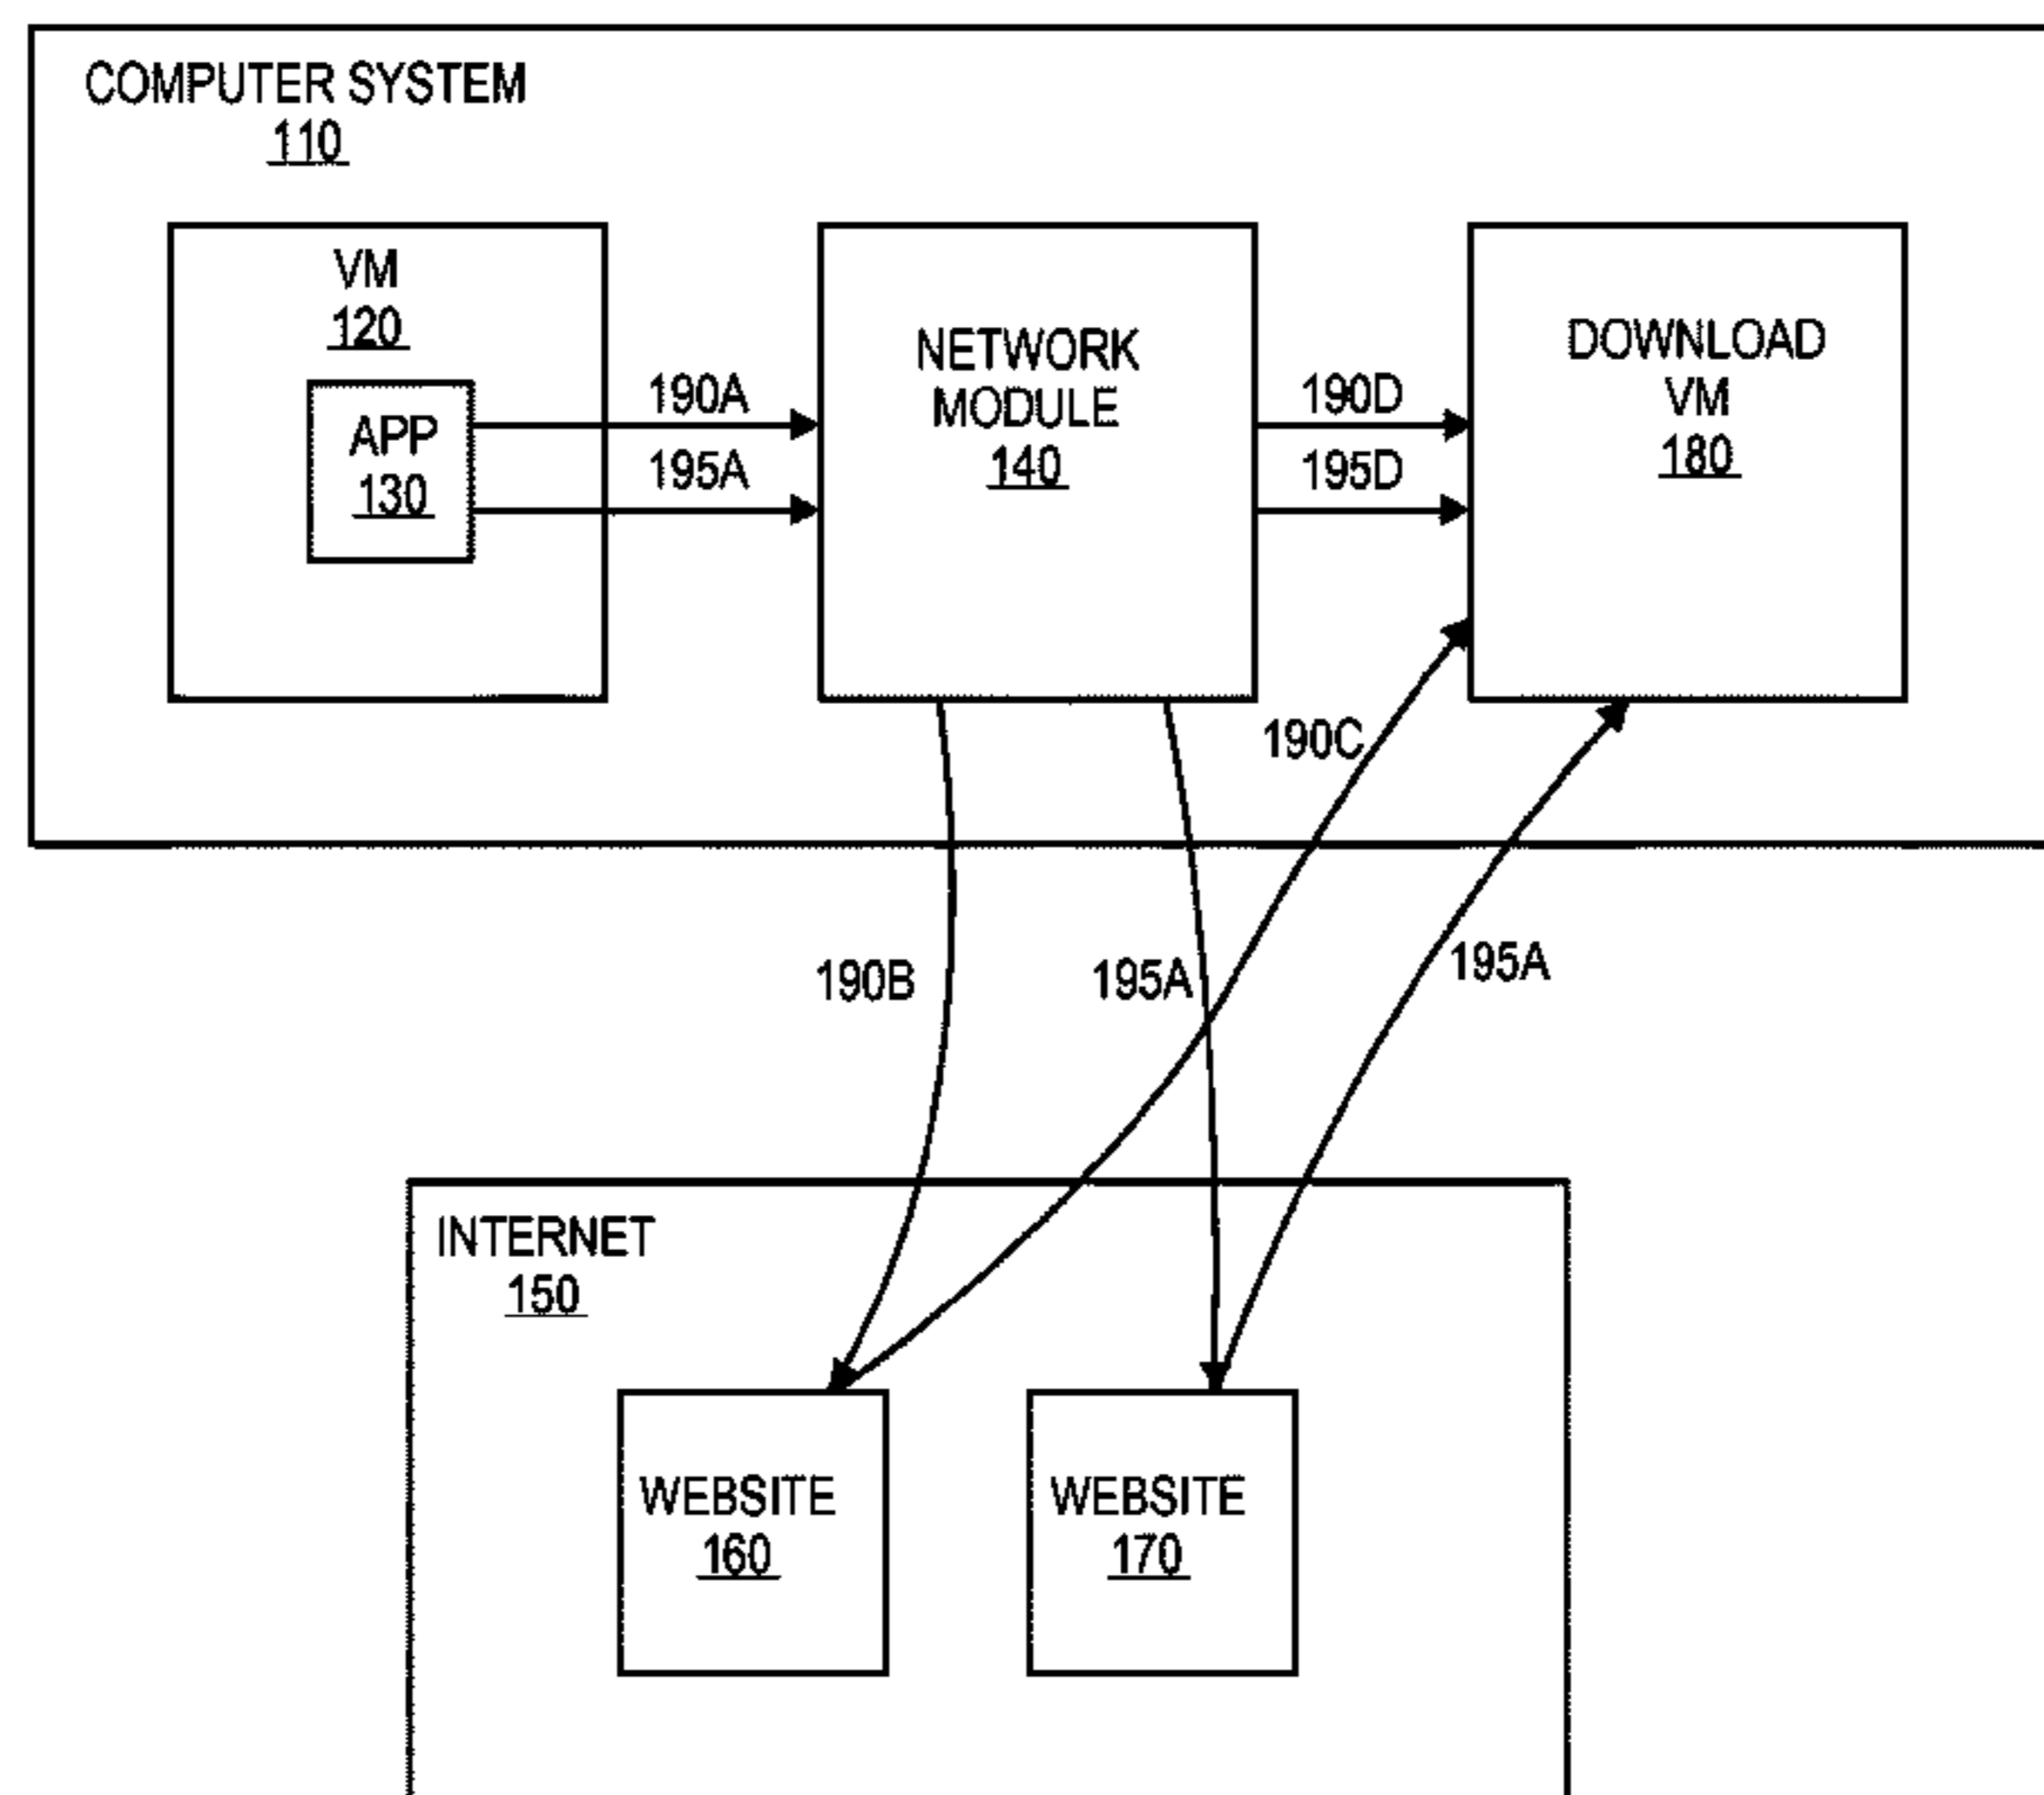 COMPUTER SYSTEM
110
VM
120
APP
130
190A
195A
NETWORK
MODULE
140
190D
195D
DOWNLOAD
VM
180
190C
190B
195A
195A
INTERNET
150
WEBSITE
160
WEBSITE
170